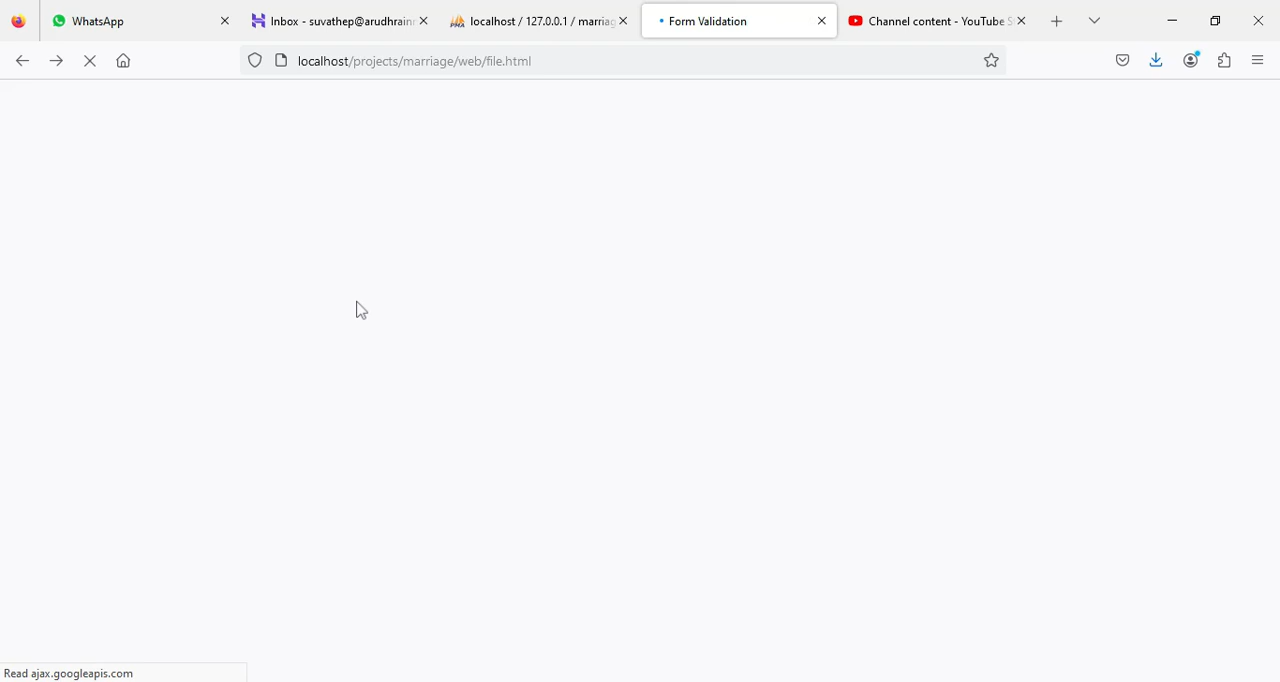 WhatsApp
Inbox - suvathep@arudhrainn
localhost / 127.0.0.1 / marriag
Form Validation
Channel content - YouTube S
localhost/projects/marriage/web/file.html
Read ajax.googleapis.com